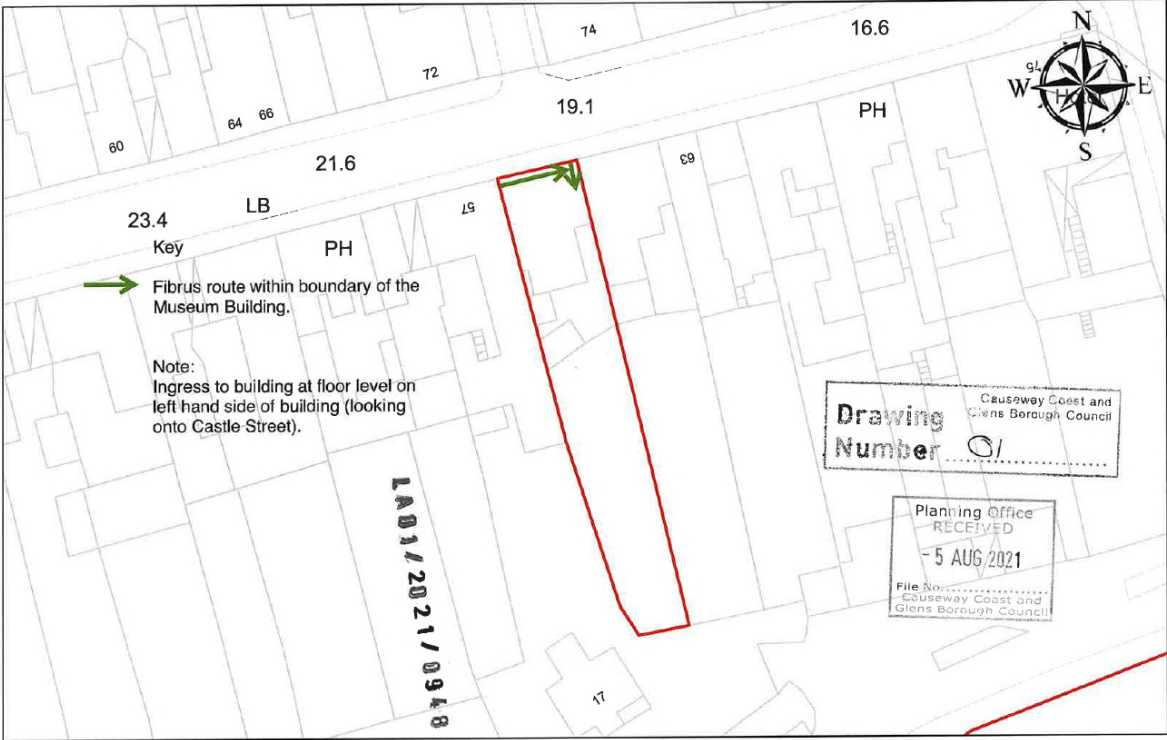 74
16.6
N
72
75
W
E
19.1
PH
64 66
S
60
63
21.6
57
LB
23.4
PH
Key
Fibrus route within boundary of the
Museum Building.
Note:
Ingress to building at floor level on
left hand side of building (looking
onto Castle Street).
Causeway Coast and
Glens Borough Council
Drawing
Number 01
LA01/2021/0948
Planning Office
RECEIVED
-5 AUG 2021
File No.
Causeway Coast and
Glens Borough Council
17